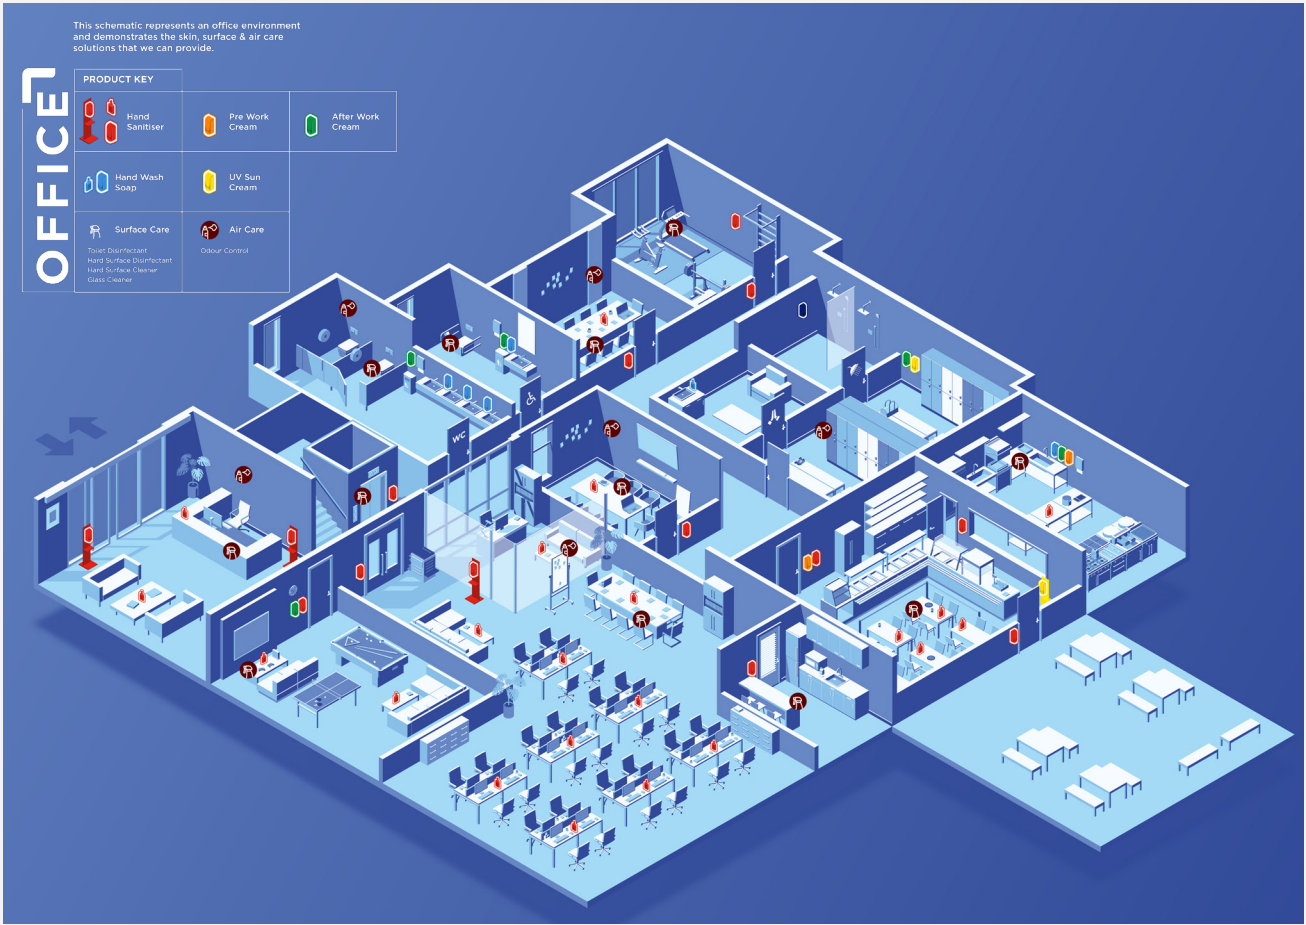 This schematic represents an office environment
and demonstrates the skin, surface & air care
solutions that we can provide.
OFFICE
PRODUCT KEY
Hand
Sanitiser
Pre Work
Cream
After Work
Cream
Hand Wash
Soap
UV Sun
Cream
Surface Care
Toilet Disinfectant
Hard Surface Disinfectant
Hard Surface Cleaner
Glass Cleaner
Air Care
Odour Control
WC